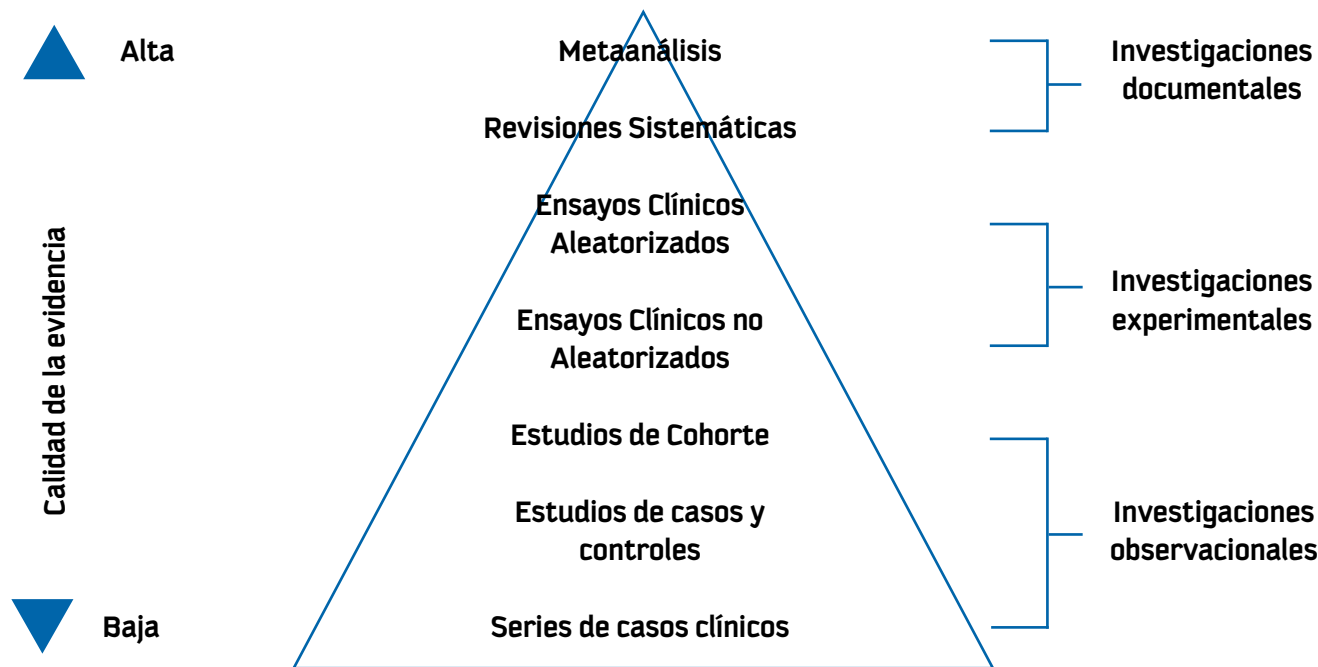 Alta
Metaanálisis
Investigaciones
documentales
Revisiones Sistemáticas
Ensayos Clínicos
Aleatorizados
Calidad de la evidencia
Investigaciones
experimentales
Ensayos Clínicos no
Aleatorizados
Estudios de Cohorte
Estudios de casos y
controles
Investigaciones
observacionales
Baja
Series de casos clínicos